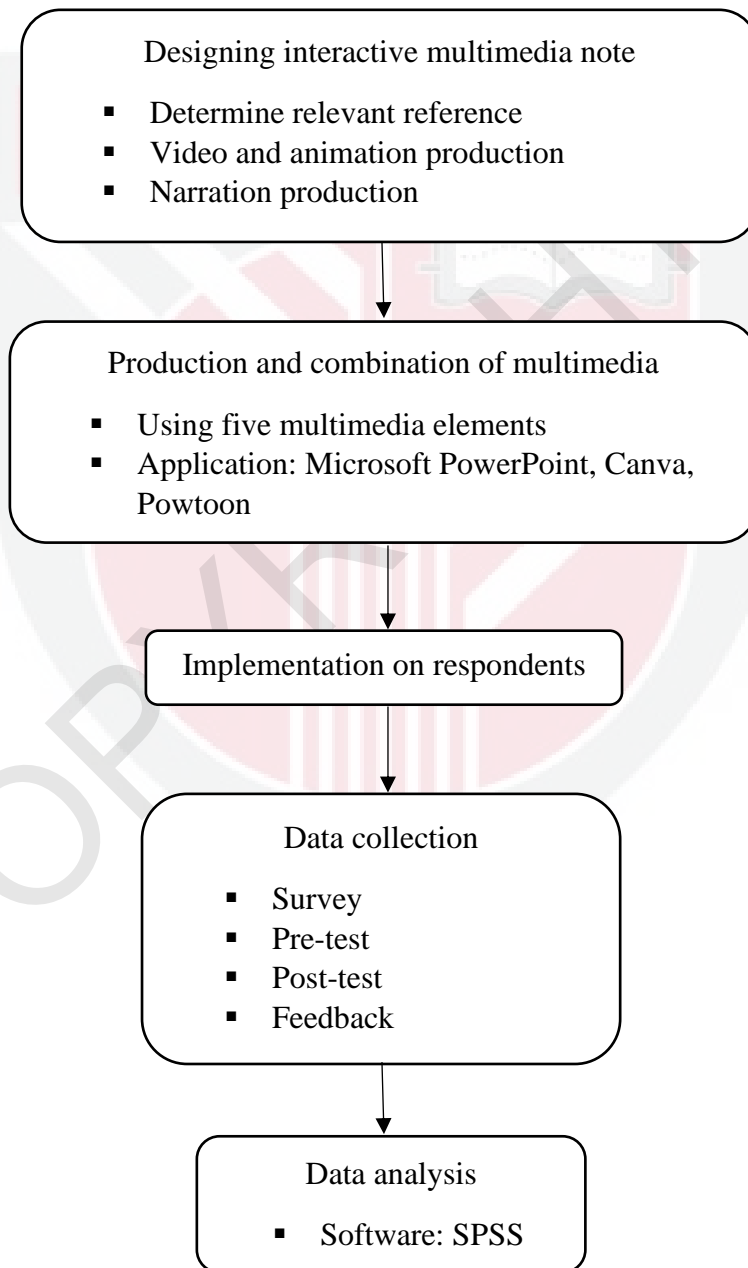 Designing interactive multimedia note
▪ Determine relevant reference
▪ Video and animation production
▪ Narration production
Production and combination of multimedia
▪ Using five multimedia elements
▪ Application: Microsoft PowerPoint, Canva,
Powtoon
Implementation on respondents
Data collection
▪ Survey
▪ Pre-test
▪ Post-test
▪ Feedback
Data analysis
▪ Software: SPSS